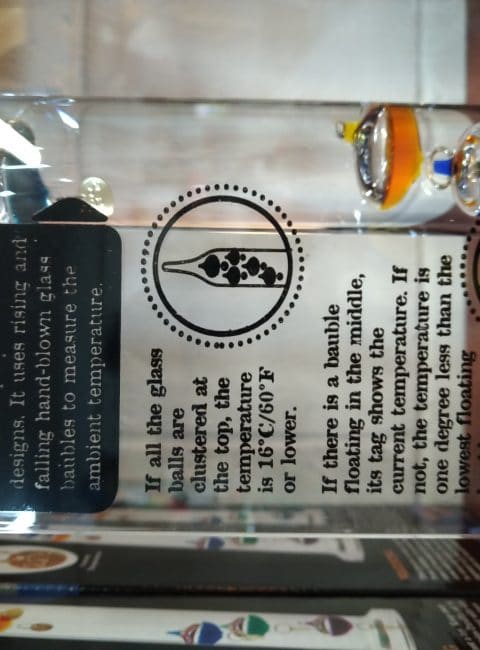 designs. It uses rising and
falling hand-blown glass
baubles to measure the
ambient temperature.
If all the glass
balls are
clustered at
the top, the
temperature
is 16°C/60°F
or lower.
If there is a bauble
floating in the middle,
its tag shows the
current temperature. If
not, the temperature is
one degree less than the
lowest floating